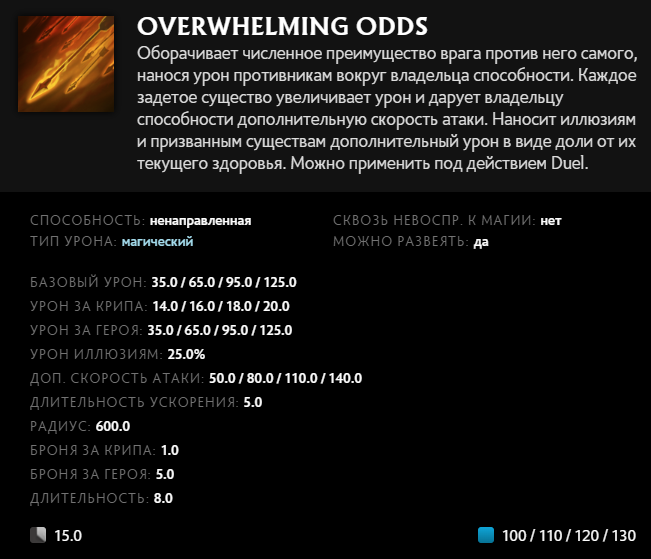 OVERWHELMING ODDS
Оборачивает численное преимущество врага против него самого,
нанося урон противникам вокруг владельца способности. Каждое
задетое существо увеличивает урон и дарует владельцу
способности дополнительную скорость атаки. Наносит иллюзиям
и призванным существам дополнительный урон в виде доли от их
текущего здоровья. Можно применить под действием Duel.
СПОСОБНОСТЬ: ненаправленная
СКВОЗЬ НЕВОСПР. К МАГИИ: нет
ТИП УРОНА: магический
МОЖНО РАЗВЕЯТЬ: да
БАЗОВЫЙ УРОН: 35.0 / 65.0 / 95.0 / 125.0
УРОН ЗА КРИПА: 14.0 / 16.0 / 18.0 / 20.0
УРОН ЗА ГЕРОЯ: 35.0 / 65.0 / 95.0 / 125.0
УРОН ИЛЛЮЗИЯМ: 25.0%
ДОП. СКОРОСТЬ АТАКИ: 50.0 / 80.0 / 110.0 / 140.0
ДЛИТЕЛЬНОСТЬ УСКОРЕНИЯ: 5.0
РАДИУС: 600.0
БРОНЯ ЗА КРИПА: 1.0
БРОНЯ ЗА ГЕРОЯ: 5.0
ДЛИТЕЛЬНОСТЬ: 8.0
15.0
100 / 110 / 120 / 130